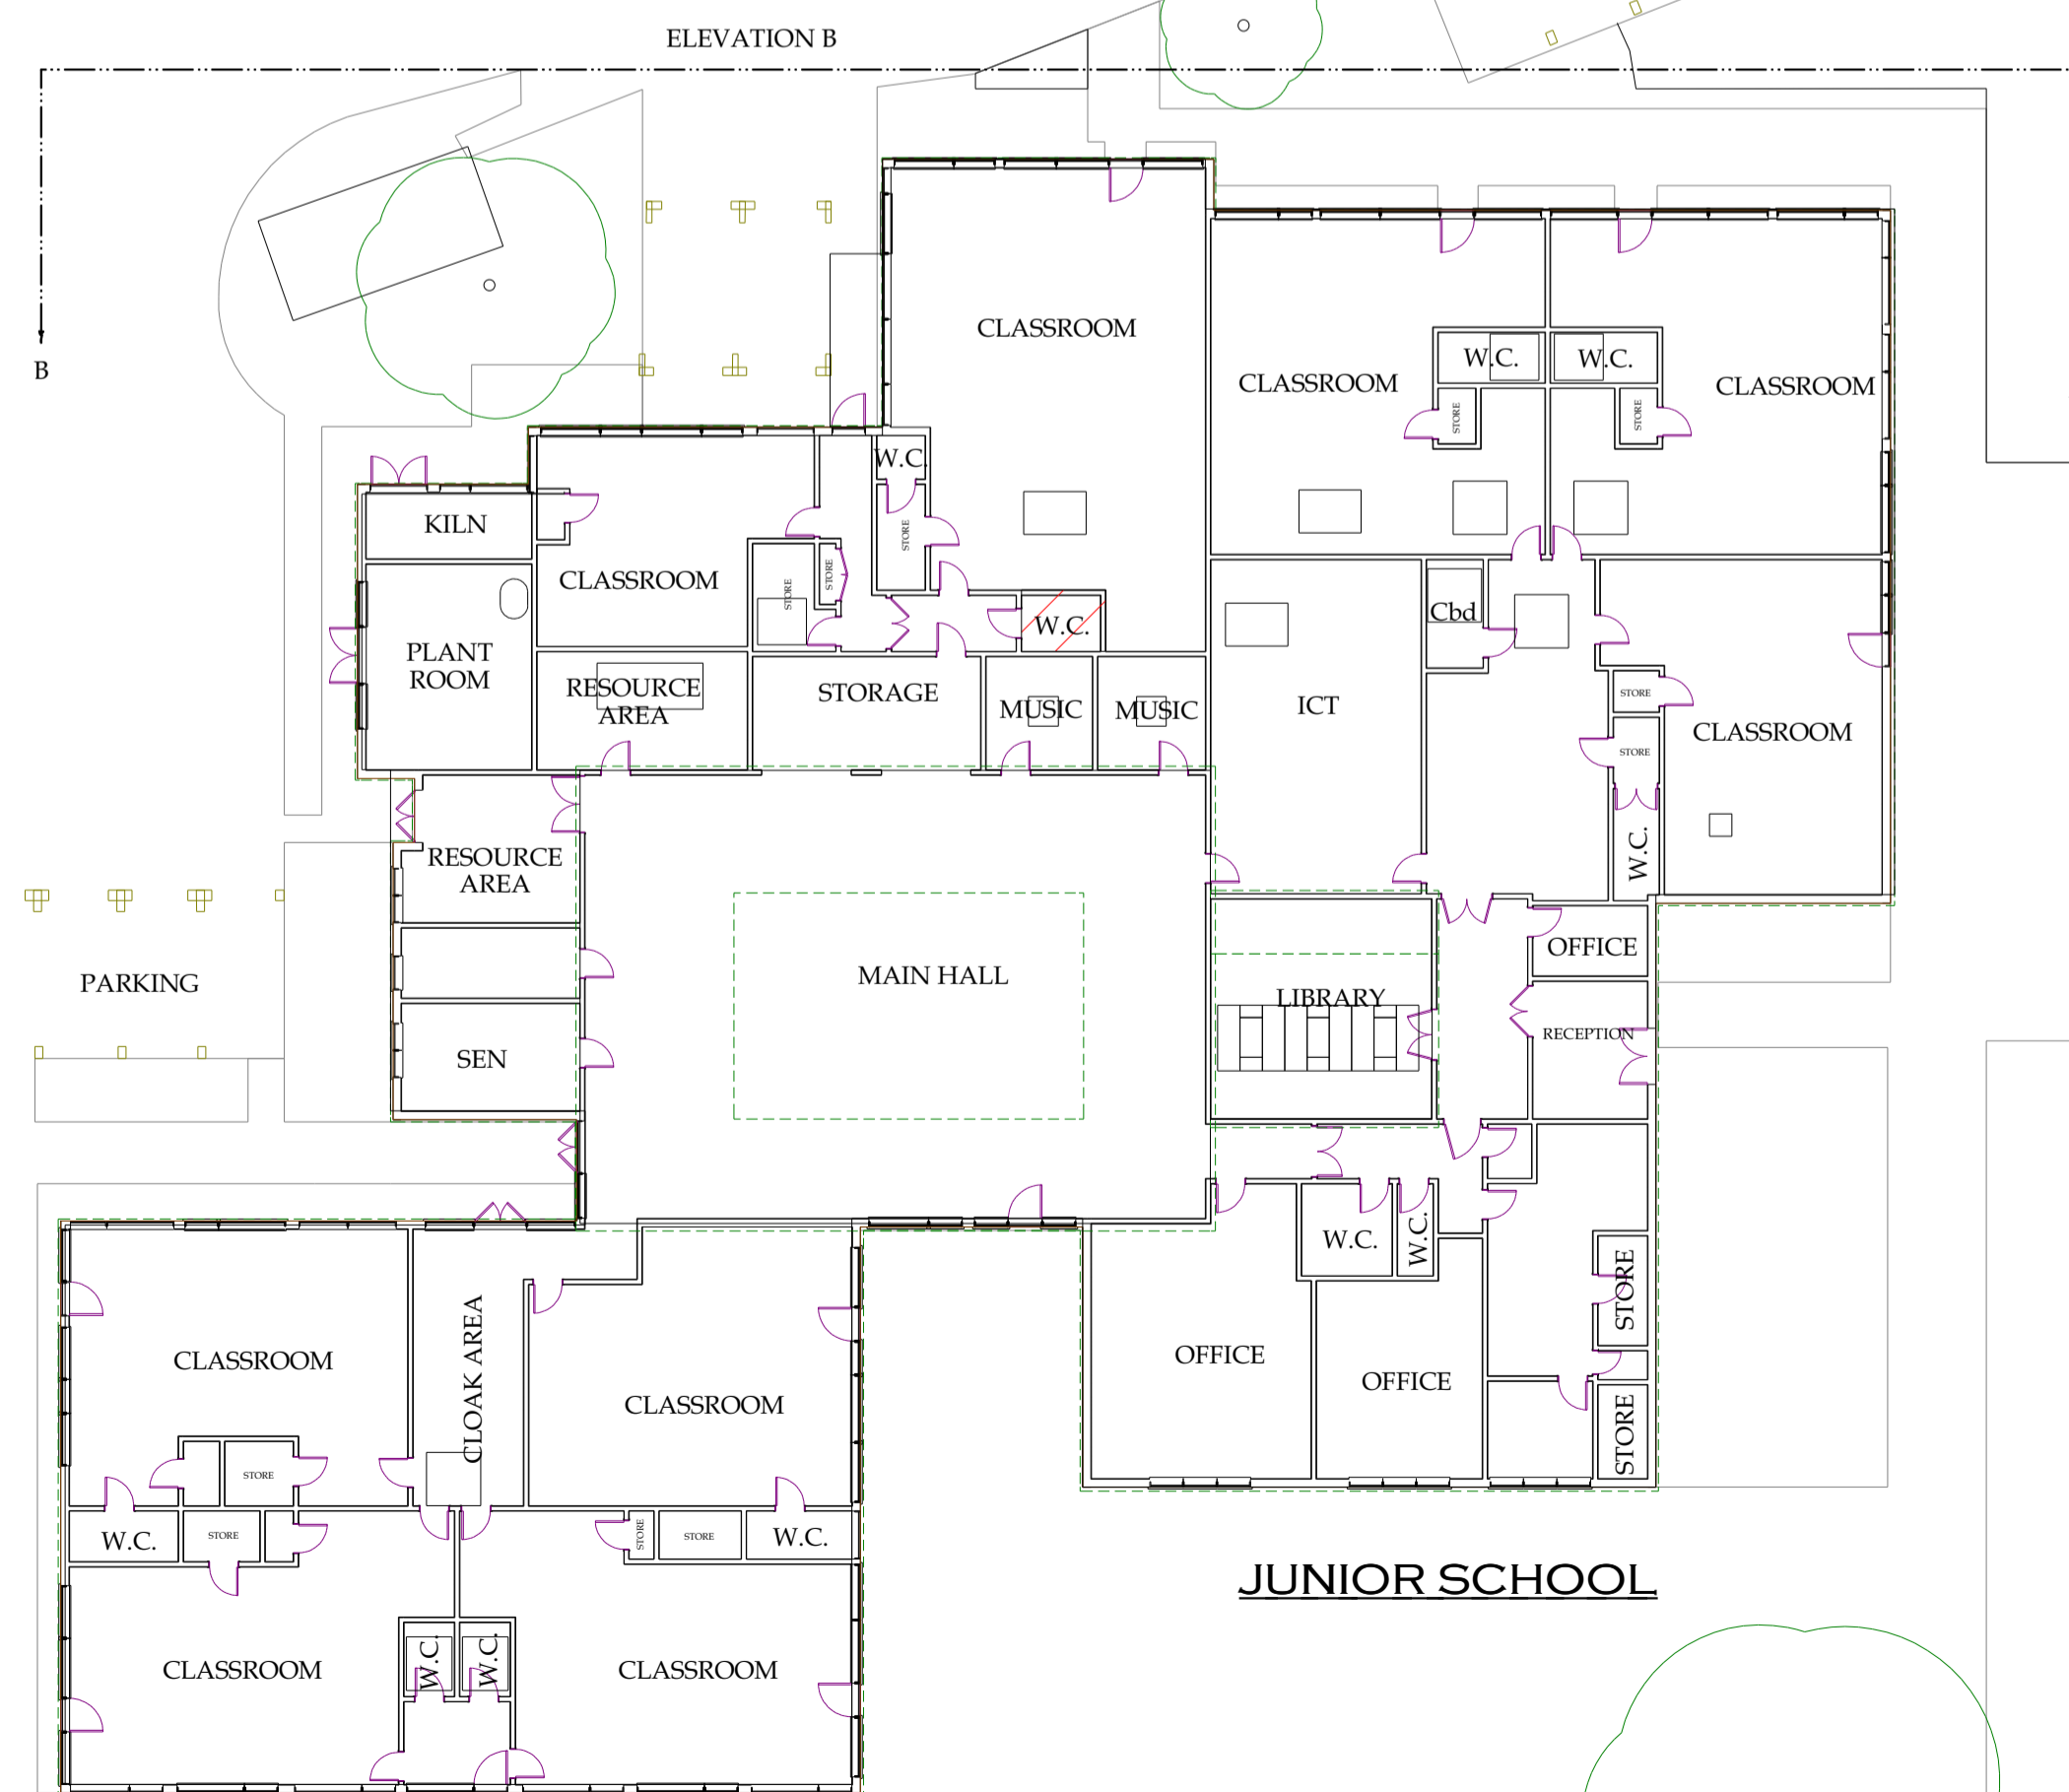 ELEVATION B
B
CLASSROOM
CLASSROOM
W.C.
W.C.
CLASSROOM
STORE
STORE
W.C.
KILN
STORE
CLASSROOM
STORE
STORE
Cbd
W.C.
PLANT
ROOM
RESOURCE
AREA
STORAGE
MUSIC
MUSIC
ICT
STORE
CLASSROOM
STORE
W.C.
RESOURCE
AREA
OFFICE
PARKING
MAIN HALL
LIBRARY
RECEPTION
SEN
W.C.
W.C.
STORE
CLASSROOM
CLOAK AREA
CLASSROOM
OFFICE
OFFICE
STORE
STORE
W.C.
STORE
STORE
STORE
W.C.
JUNIOR SCHOOL
CLASSROOM
W.C.
W.C.
CLASSROOM